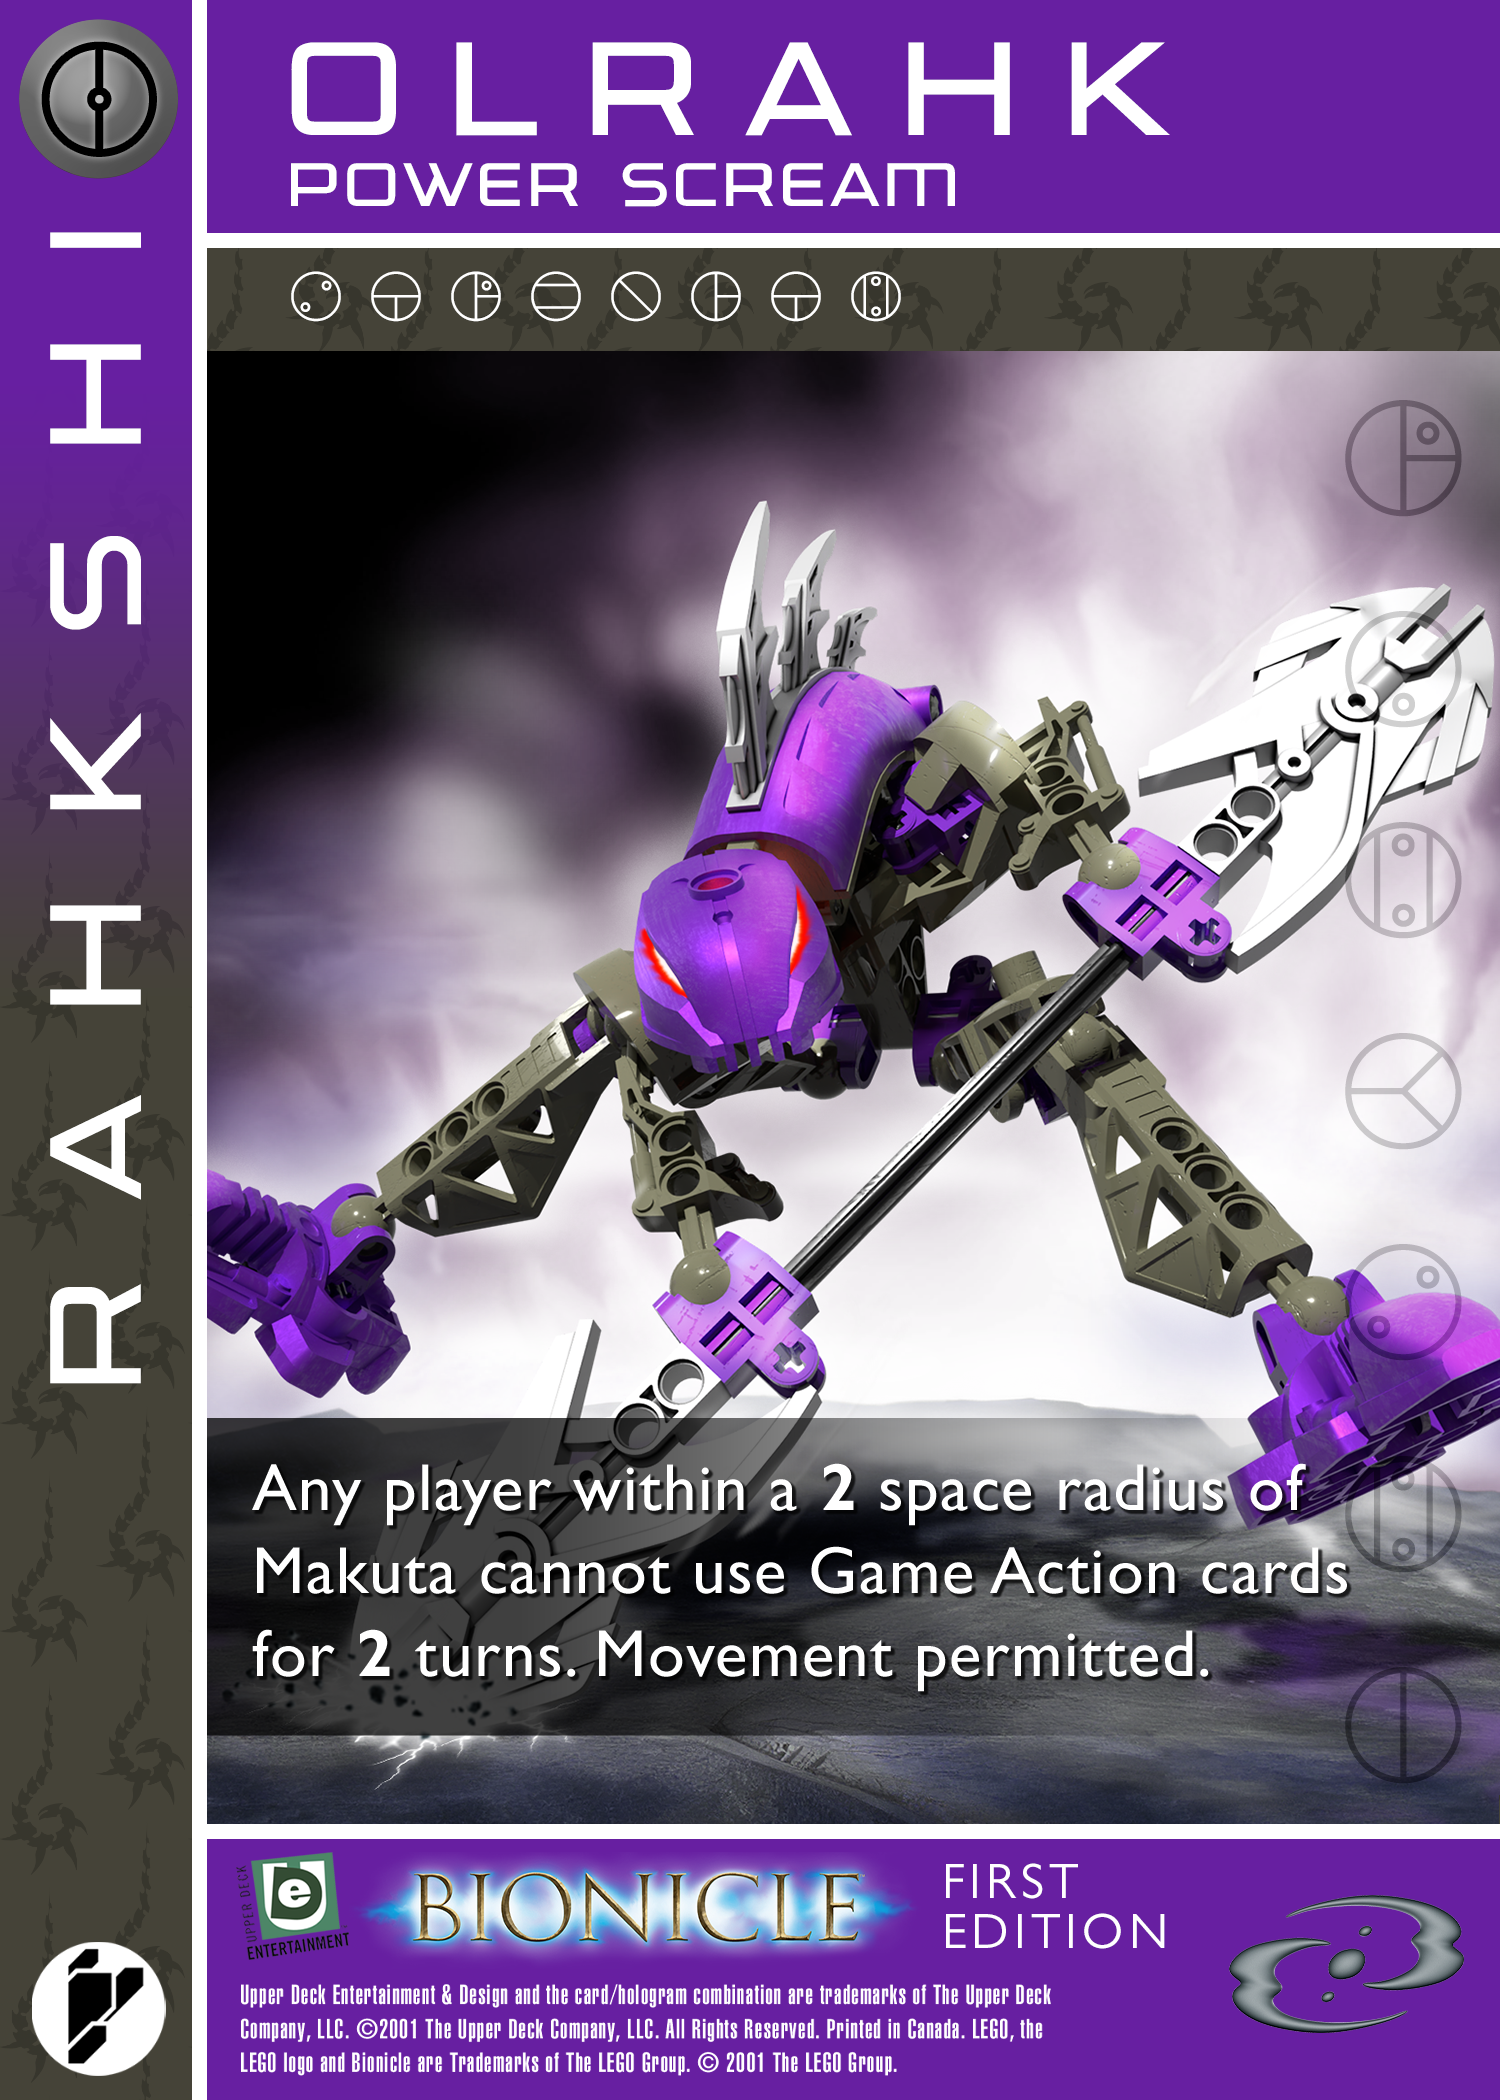 OLRAHK
POWER SCREAM
RAHKSHI
Any player within a 2 space radius of
Makuta cannot use Game Action cards
for 2 turns. Movement permitted.
UPPER DECK
e
ENTERTAINMENT
BIONICLE
FIRST
EDITION
Upper Deck Entertainment & Design and the card/hologram combination are trademarks of The Upper Deck
Company, LLC. ©2001 The Upper Deck Company, LLC. All Rights Reserved. Printed in Canada. LEGO, the
LEGO logo and Bionicle are Trademarks of The LEGO Group. © 2001 The LEGO Group.